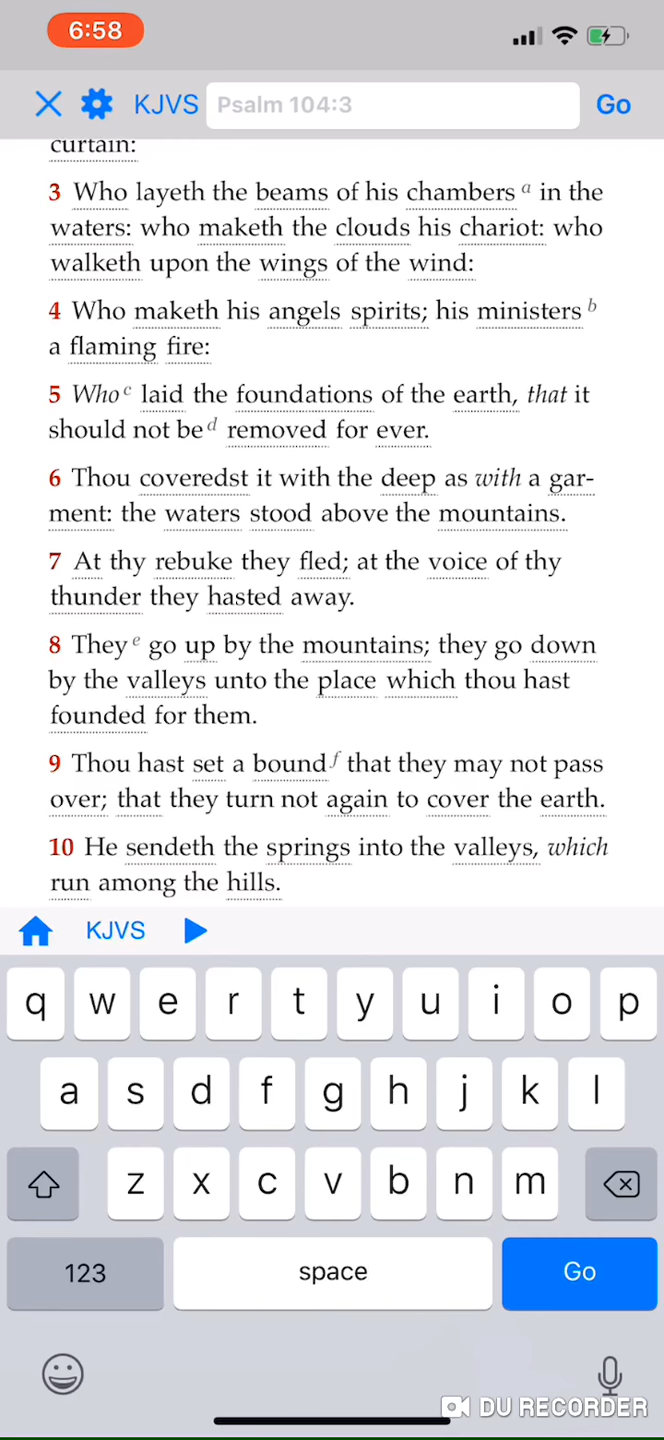 6:58
KJVS Psalm 104:3 Go
curtain:
3 Who layeth the beams of his chambers a in the
waters: who maketh the clouds his chariot: who
walketh upon the wings of the wind:
4 Who maketh his angels spirits; his ministers b
a flaming fire:
5 Who c laid the foundations of the earth, that it
should not be d removed for ever.
6 Thou coveredst it with the deep as with a gar-
ment: the waters stood above the mountains.
7 At thy rebuke they fled; at the voice of thy
thunder they hasted away.
8 They e go up by the mountains; they go down
by the valleys unto the place which thou hast
founded for them.
9 Thou hast set a bound f that they may not pass
over; that they turn not again to cover the earth.
10 He sendeth the springs into the valleys, which
run among the hills.
KJVS
q w e r t y u i o p
a s d f g h j k l
z x c v b n m
123 space Go
DU RECORDER